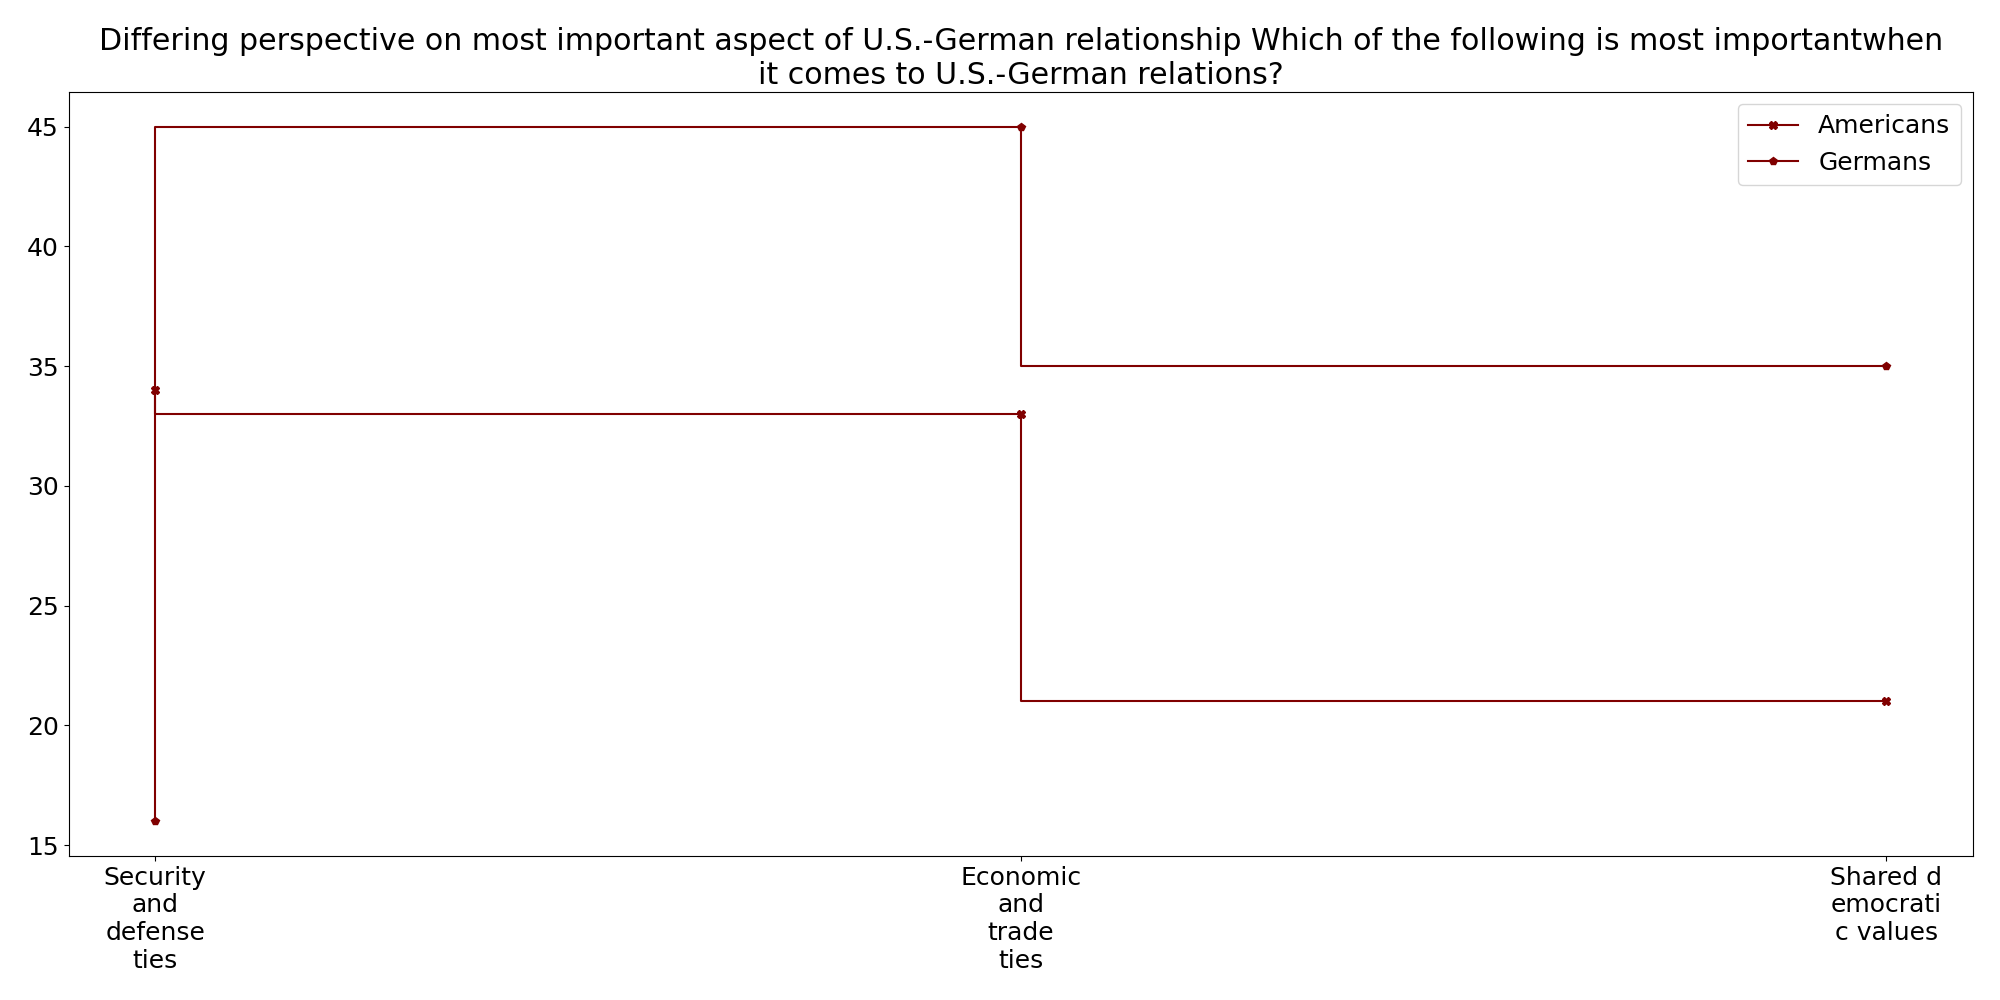 Differing perspective on most important aspect of U.S.-German relationship Which of the following is most importantwhen
it comes to U.S.-German relations?
45
40
35
30
25
20
15
Americans
Germans
Security
and
defense
ties
Economic
and
trade
ties
Shared d
emocrati
c values